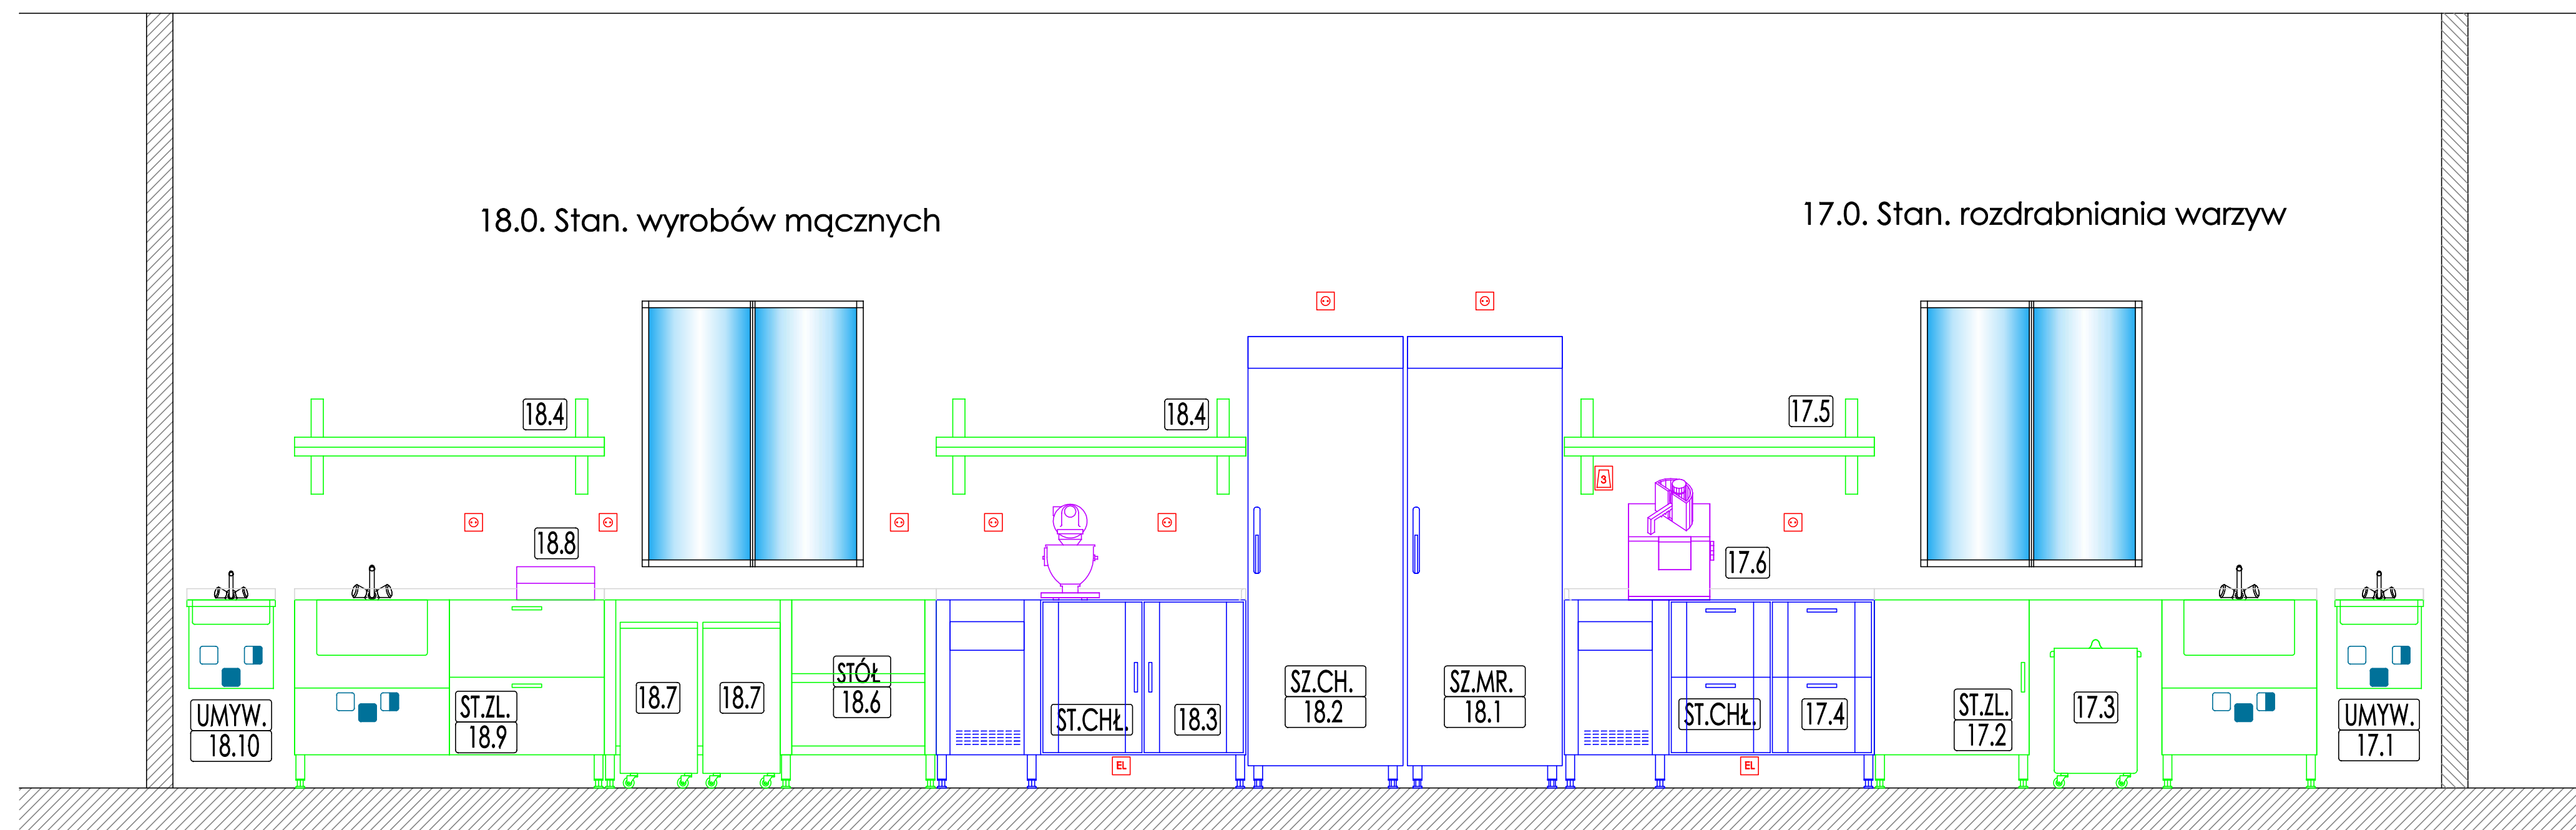 18.0. Stan. wyrobów mącznych
17.0. Stan. rozdrabniania warzyw
18.4
18.4
17.5
3
18.8
17.6
UMYW.
18.10
ST.ZL.
18.9
18.7
18.7
STÓŁ
18.6
ST.CHŁ.
18.3
EL
SZ.CH.
18.2
SZ.MR.
18.1
ST.CHŁ.
17.4
EL
ST.ZL.
17.2
17.3
UMYW.
17.1